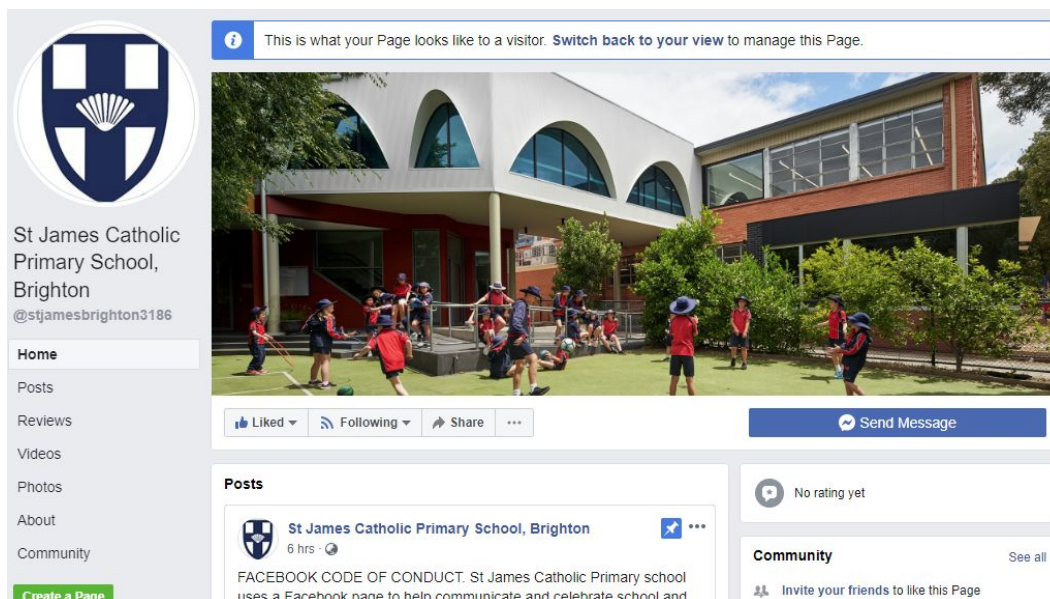 This is what your Page looks like to a visitor. Switch back to your view to manage this Page.
St James Catholic
Primary School,
Brighton
@stjamesbrighton3186
Home
Posts
Reviews
Videos
Photos
About
Community
Create a Page
Liked
Following
Share
Send Message
Posts
St James Catholic Primary School, Brighton
6 hrs
FACEBOOK CODE OF CONDUCT. St James Catholic Primary school
uses a Facebook page to help communicate and celebrate school and
No rating yet
Community
See all
Invite your friends to like this Page